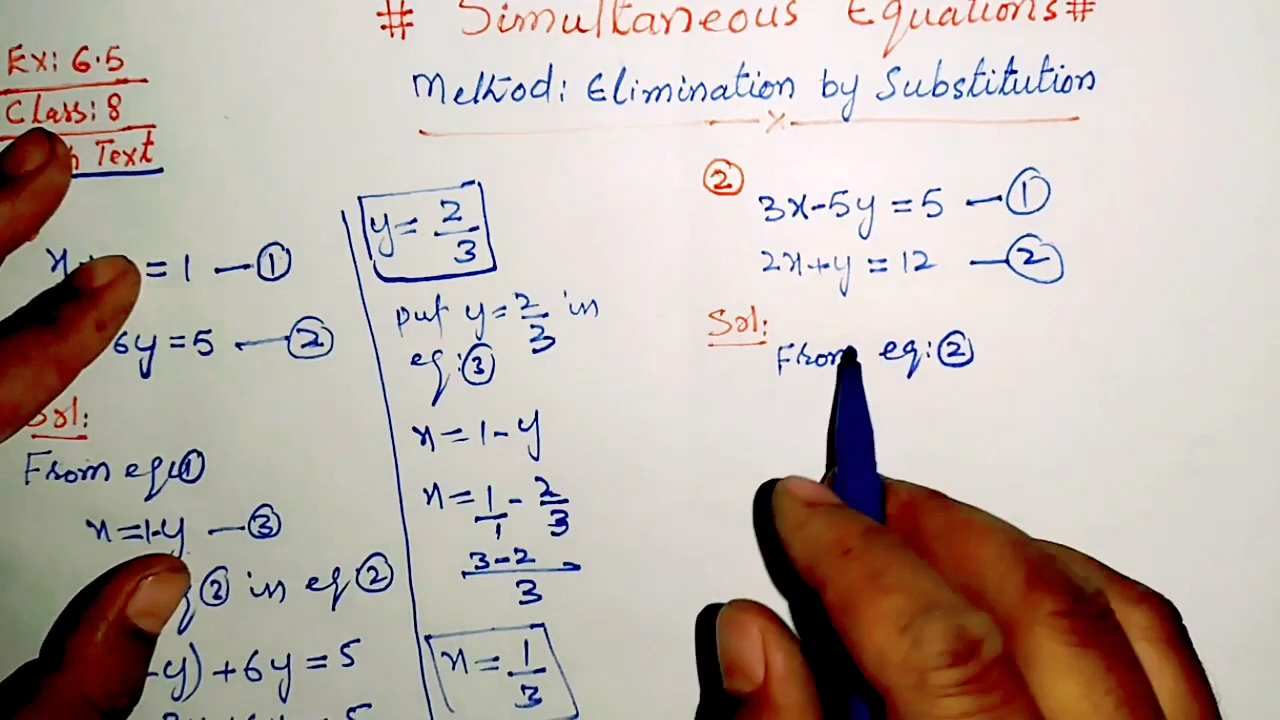 # Simultaneous Equations #
Method: Elimination by Substitution
Ex: 6.5
Class: 8
Text
= 1 — ①
6y = 5 — ②
Sol:
From eq ①
x = 1-y — ③
③ in eq ②
-y) + 6y = 5
y = 2/3
put y = 2/3 in
eq: ③
x = 1 - y
x = 1/1 - 2/3
3-2/3
x = 1/3
② 3x - 5y = 5 — ①
2x + y = 12 — ②
Sol:
From eq: ②